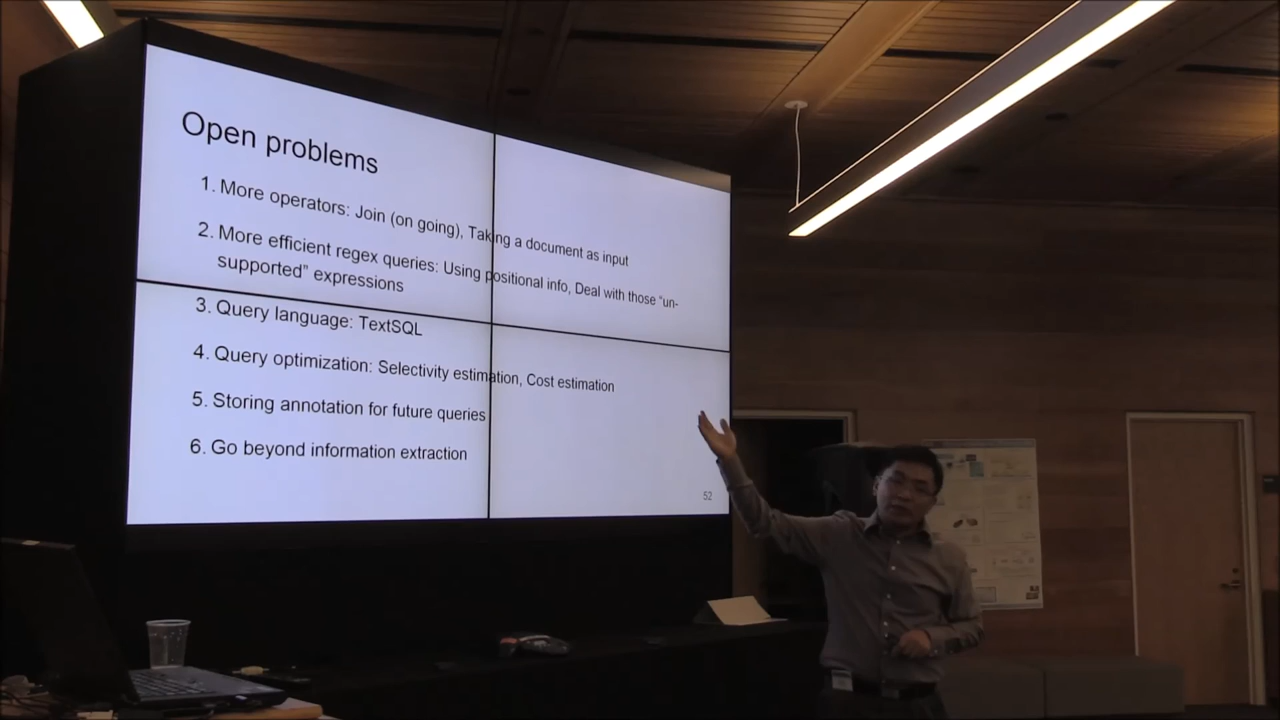 Open problems
1. More operators: Join (on going), Taking a document as input
2. More efficient regex queries: Using positional info, Deal with those "un-
supported" expressions
3. Query language: TextSQL
4. Query optimization: Selectivity estimation, Cost estimation
5. Storing annotation for future queries
6. Go beyond information extraction
52